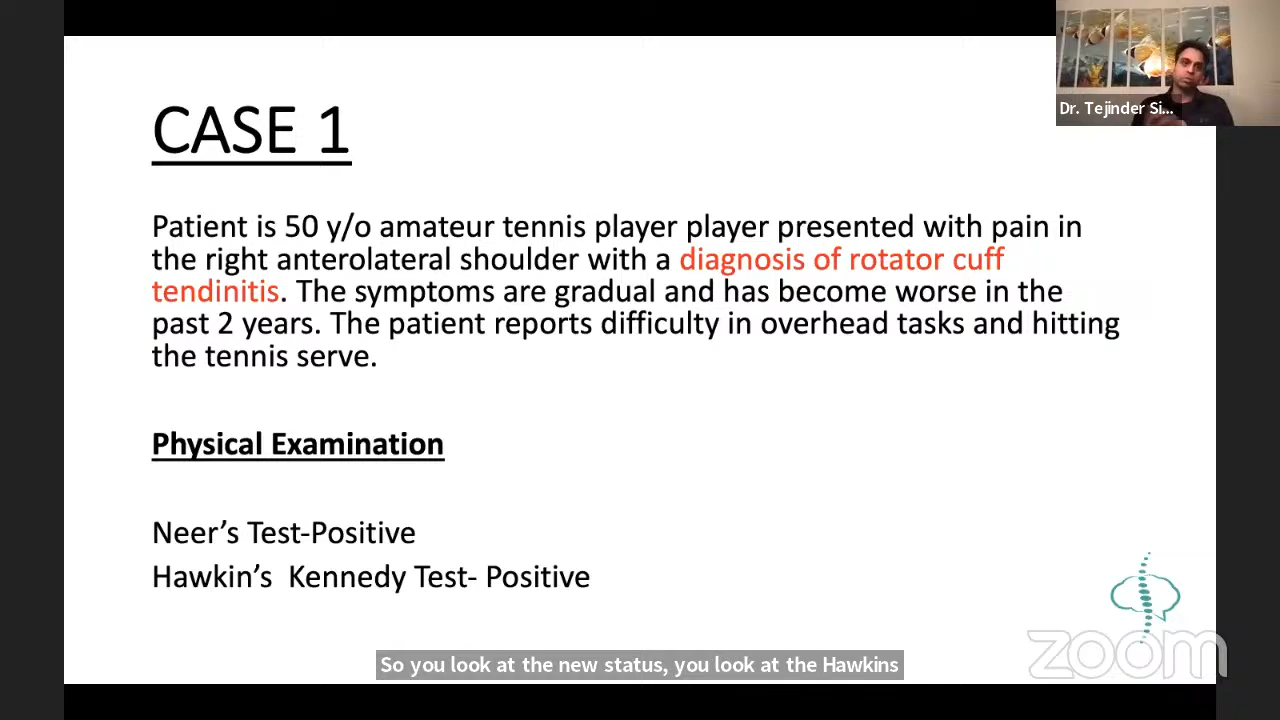 CASE 1
Patient is 50 y/o amateur tennis player player presented with pain in
the right anterolateral shoulder with a diagnosis of rotator cuff
tendinitis. The symptoms are gradual and has become worse in the
past 2 years. The patient reports difficulty in overhead tasks and hitting
the tennis serve.
Physical Examination
Neer’s Test-Positive
Hawkin’s  Kennedy Test- Positive
Dr. Tejinder Si...
So you look at the new status, you look at the Hawkins
zoom